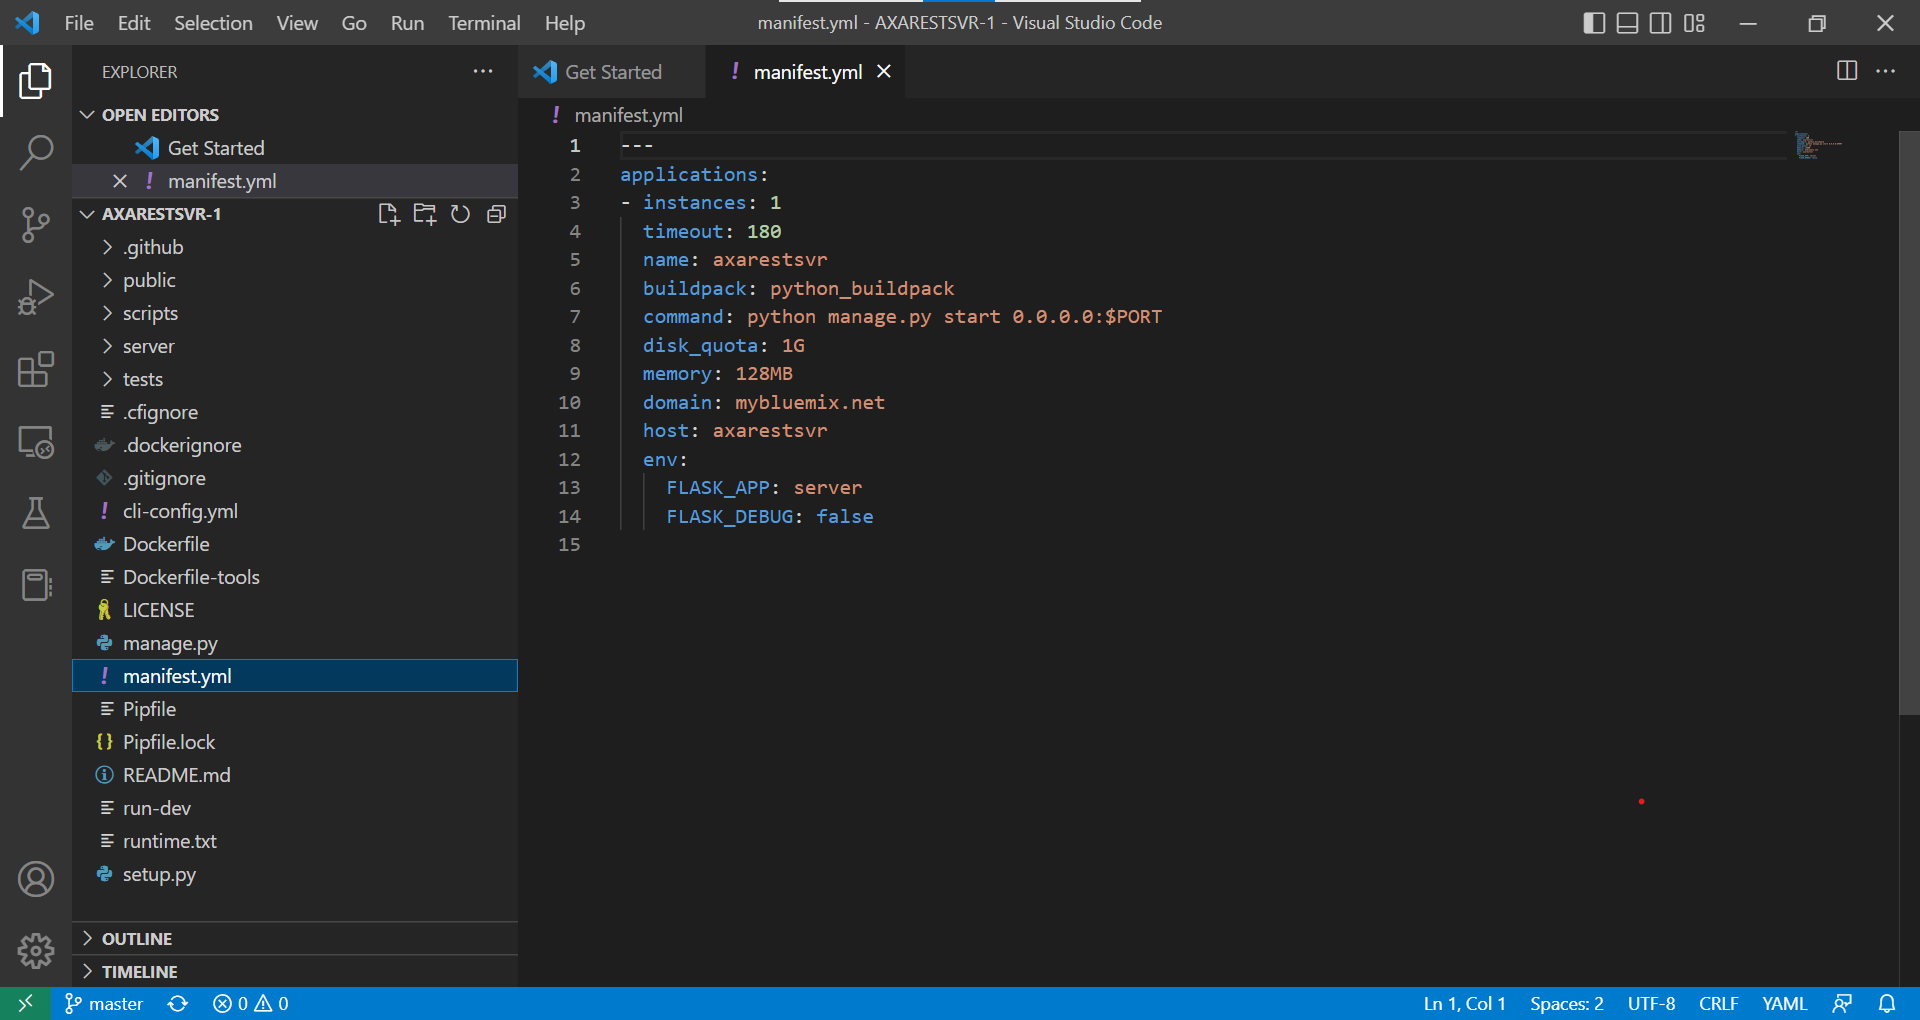 File Edit Selection View Go Run Terminal Help
manifest.yml - AXARESTSVR-1 - Visual Studio Code
EXPLORER
OPEN EDITORS
Get Started
manifest.yml
AXARESTSVR-1
.github
public
scripts
server
tests
.cfignore
.dockerignore
.gitignore
cli-config.yml
Dockerfile
Dockerfile-tools
LICENSE
manage.py
manifest.yml
Pipfile
Pipfile.lock
README.md
run-dev
runtime.txt
setup.py
OUTLINE
TIMELINE
Get Started
! manifest.yml
! manifest.yml
1 ---
2 applications:
3 - instances: 1
4 timeout: 180
5 name: axarestsvr
6 buildpack: python_buildpack
7 command: python manage.py start 0.0.0.0:$PORT
8 disk_quota: 1G
9 memory: 128MB
10 domain: mybluemix.net
11 host: axarestsvr
12 env:
13 FLASK_APP: server
14 FLASK_DEBUG: false
15
master 0 0 Ln 1, Col 1 Spaces: 2 UTF-8 CRLF YAML